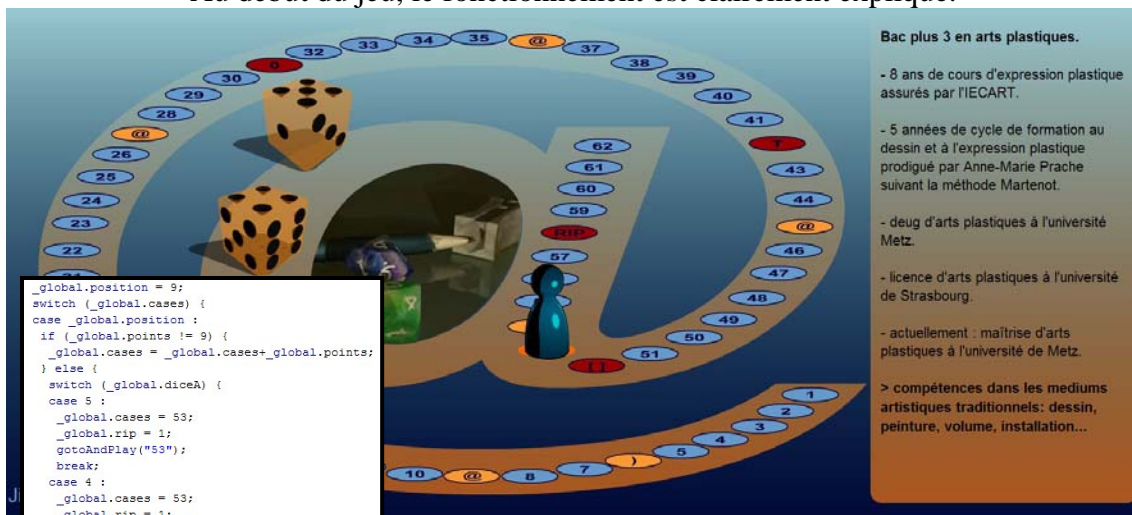 Au début du jeu, le fonctionnement est clairement expliqué.
1
2
3
4
5
)
7
8
@
10
22
23
24
25
26
@
28
29
30
32
33
34
35
@
37
38
39
40
41
T
43
44
@
46
47
48
49
50
51
[ ]
57
RIP
59
60
61
62
Bac plus 3 en arts plastiques.
- 8 ans de cours d'expression plastique
assurés par l'IECART.
- 5 années de cycle de formation au
dessin et à l'expression plastique
prodigué par Anne-Marie Prache
suivant la méthode Martenot.
- deug d'arts plastiques à l'université
Metz.
- licence d'arts plastiques à l'université
de Strasbourg.
- actuellement : maîtrise d'arts
plastiques à l'université de Metz.
> compétences dans les mediums
artistiques traditionnels: dessin,
peinture, volume, installation...
_global.position = 9;
switch (_global.cases) {
case _global.position :
if (_global.points != 9) {
_global.cases = _global.cases+_global.points;
} else {
switch (_global.diceA) {
case 5 :
_global.cases = 53;
_global.rip = 1;
gotoAndPlay("53");
break;
case 4 :
_global.cases = 53;
_global.rip = 1;